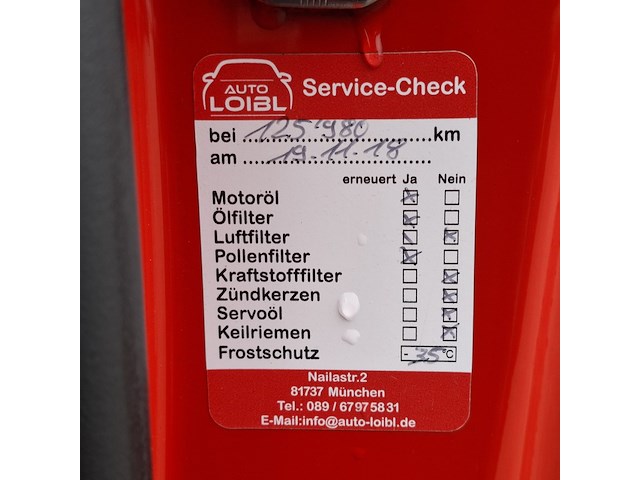 AUTO
LOIBL
Service-Check
bei 125'980 km
am 19.11.18
erneuert Ja Nein
Motoröl
Ölfilter
Luftfilter
Pollenfilter
Kraftstofffilter
Zündkerzen
Servoöl
Keilriemen
Frostschutz - 35 °C
Nailastr.2
81737 München
Tel.: 089 / 67975831
E-Mail:info@auto-loibl.de